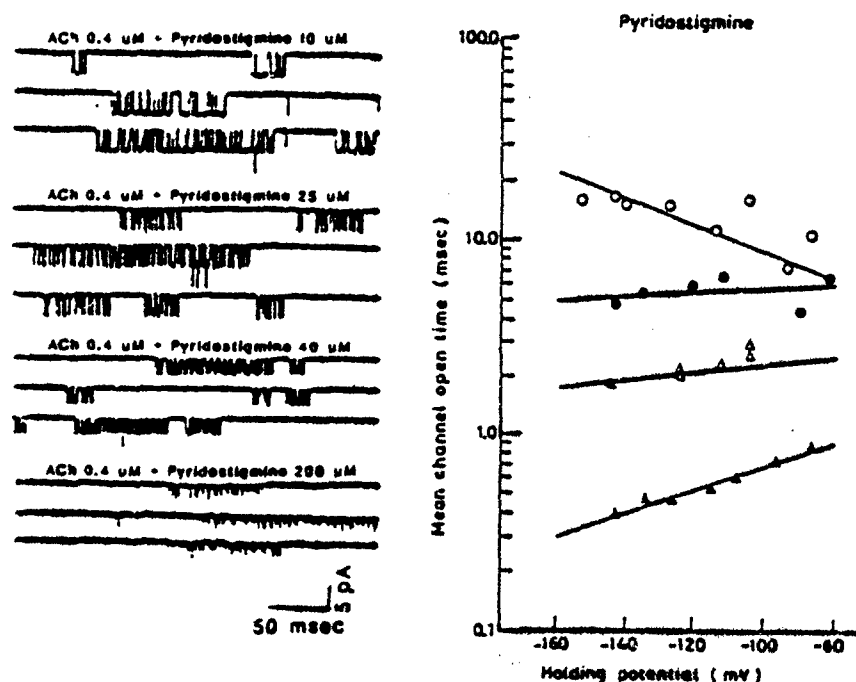 ACh 0.4 uM + Pyridostigmine 10 uM
ACh 0.4 uM + Pyridostigmine 25 uM
ACh 0.4 uM + Pyridostigmine 40 uM
ACh 0.4 uM + Pyridostigmine 200 uM
5 pA
50 msec
Pyridostigmine
Mean channel open time (msec)
100.0
10.0
1.0
0.1
-160 -140 -120 -100 -80 -60
Holding potential (mV)